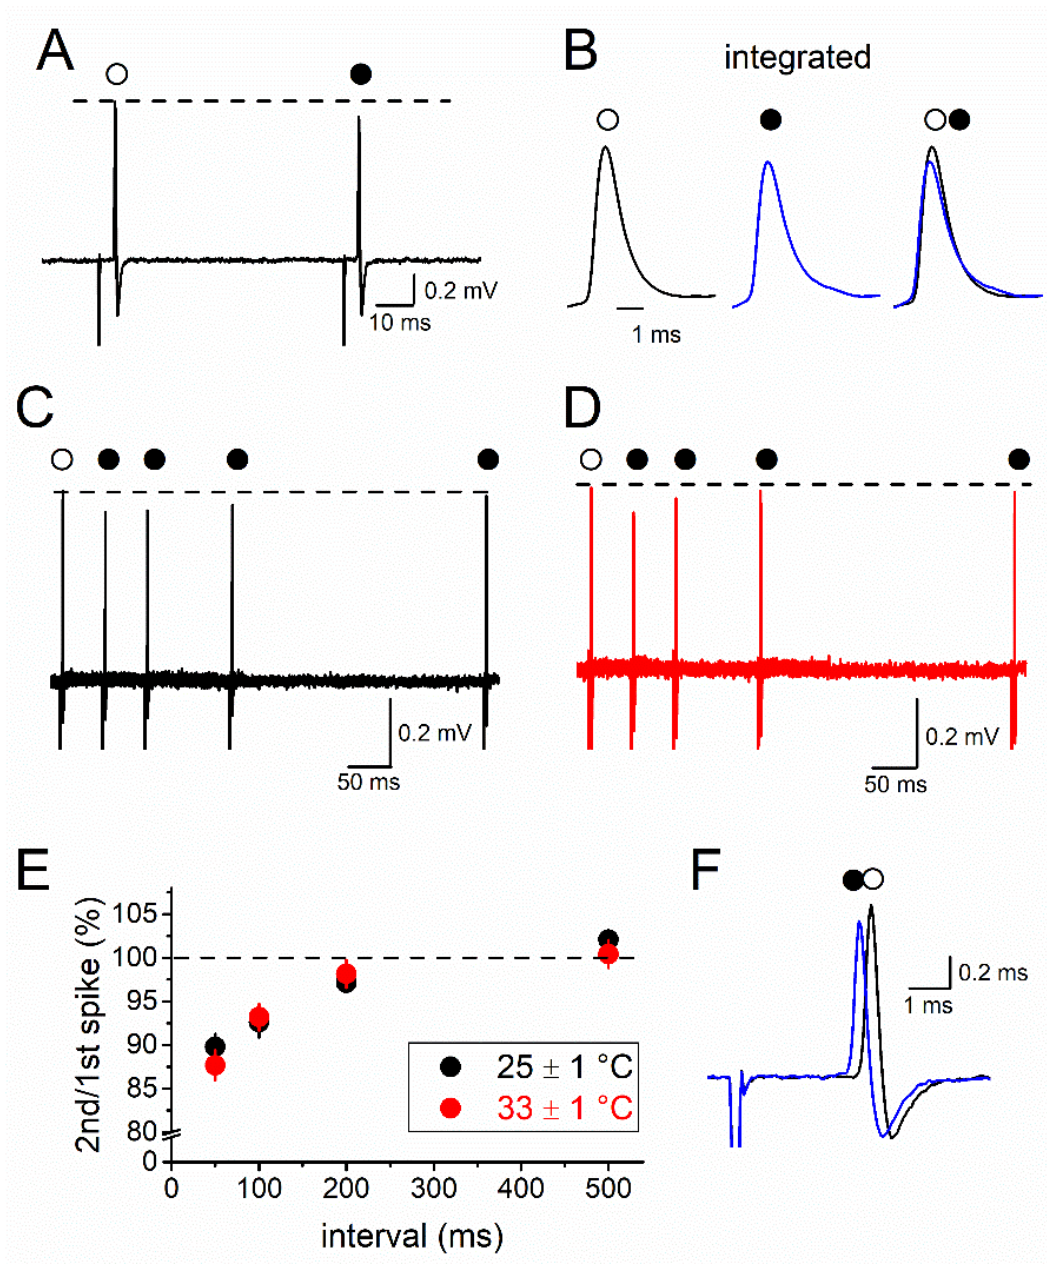 A
0.2 mV
10 ms
B
integrated
1 ms
C
0.2 mV
50 ms
D
0.2 mV
50 ms
E
2nd/1st spike (%)
105
100
95
90
85
80
0
0 100 200 300 400 500
interval (ms)
25 ± 1 °C
33 ± 1 °C
F
0.2 ms
1 ms